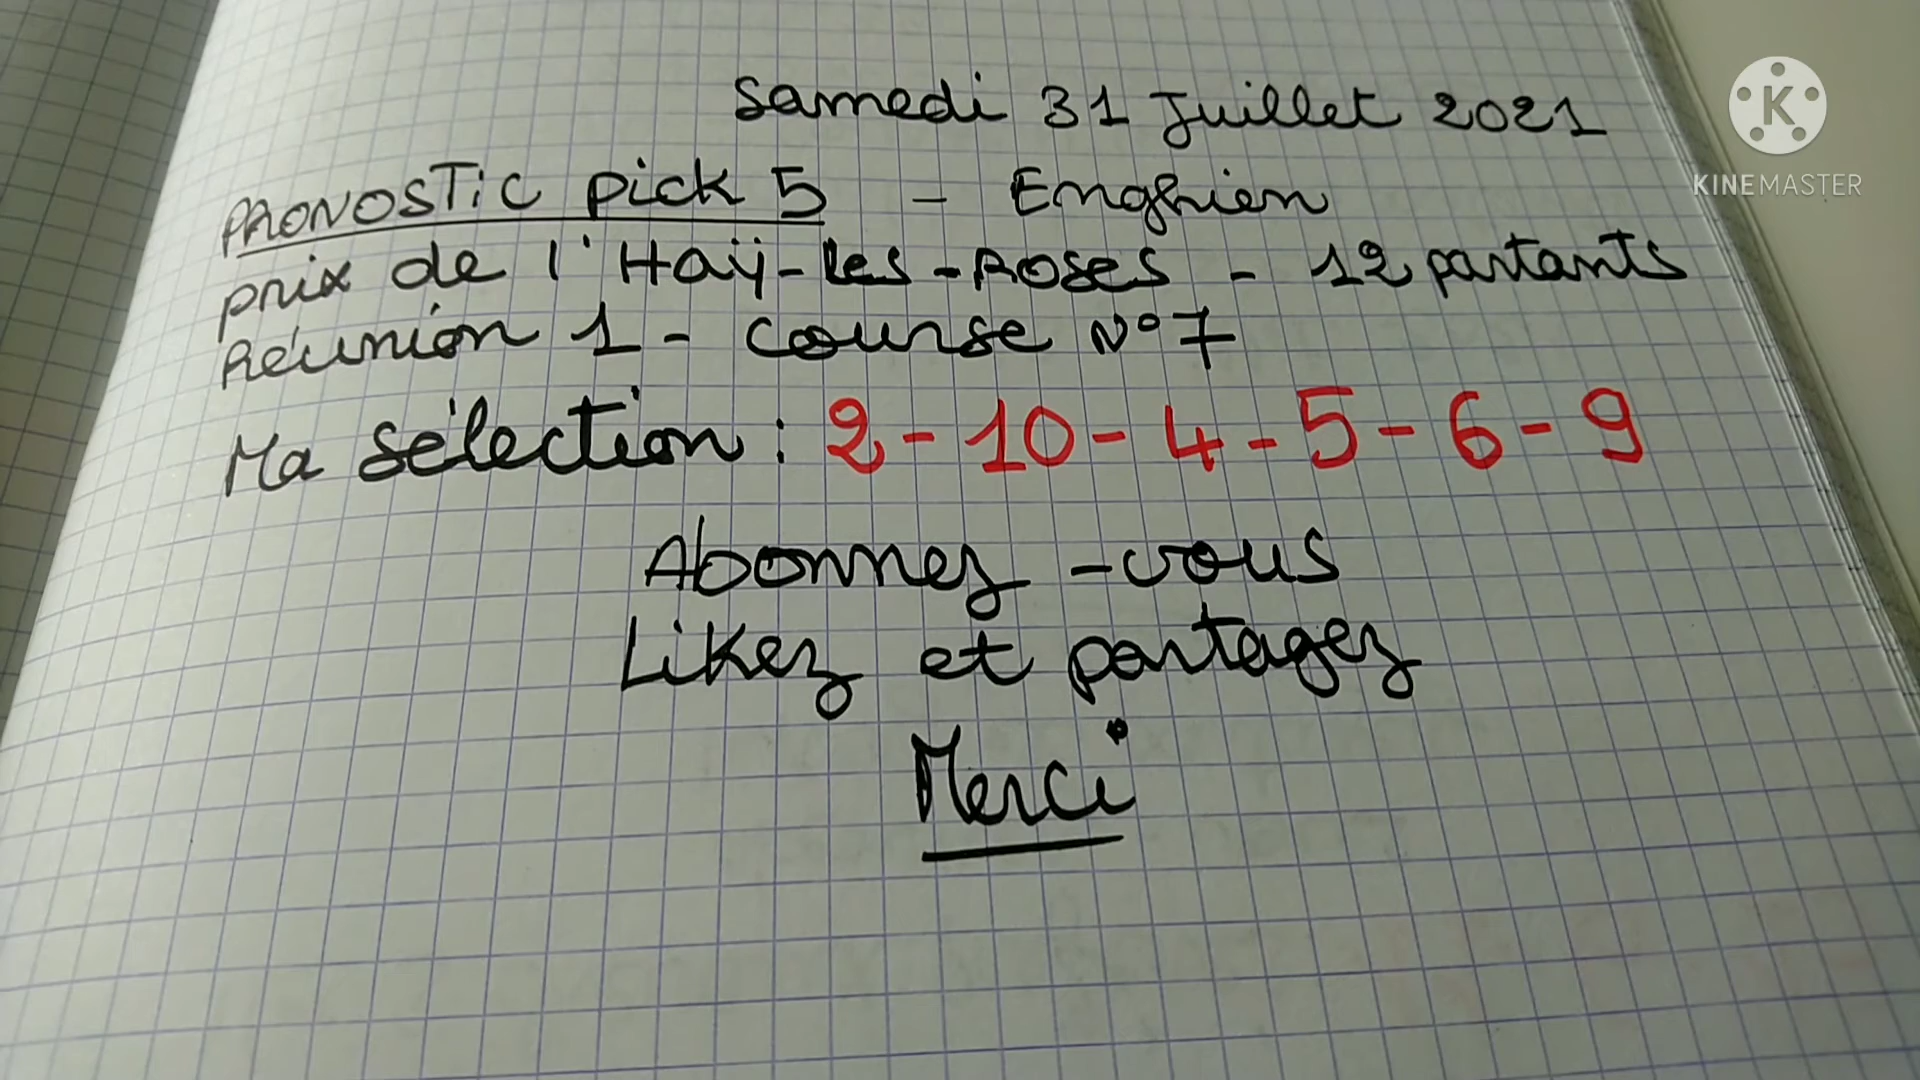 Samedi 31 Juillet 2021
K
KINEMASTER
PRONOSTIC pick 5 - Enghien
prix de l'Haÿ-les-Roses - 12 partants
Réunion 1 - course N°7
Ma sélection : 2 - 10 - 4 - 5 - 6 - 9
Abonnez-vous
Likez et partagez
Merci